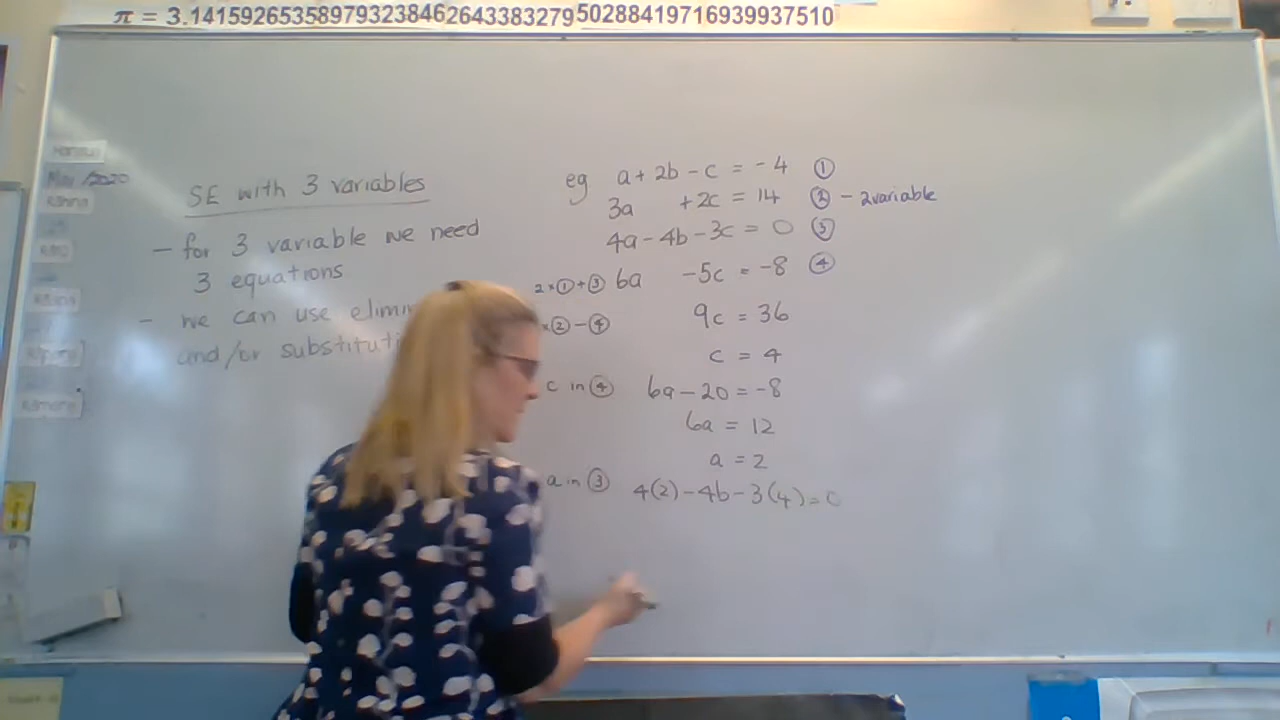 π = 3.14159265358979323846264338327950288419716939937510
SE with 3 variables
- for 3 variable we need
3 equations
- we can use
and/or
eg a + 2b - c = -4 ①
3a + 2c = 14 ② - 2variable
4a - 4b - 3c = 0 ③
2×①+③ 6a -5c = -8 ④
×②-④ 9c = 36
c = 4
c in ④ 6a - 20 = -8
6a = 12
a = 2
a in ③ 4(2) - 4b - 3(4) = 0